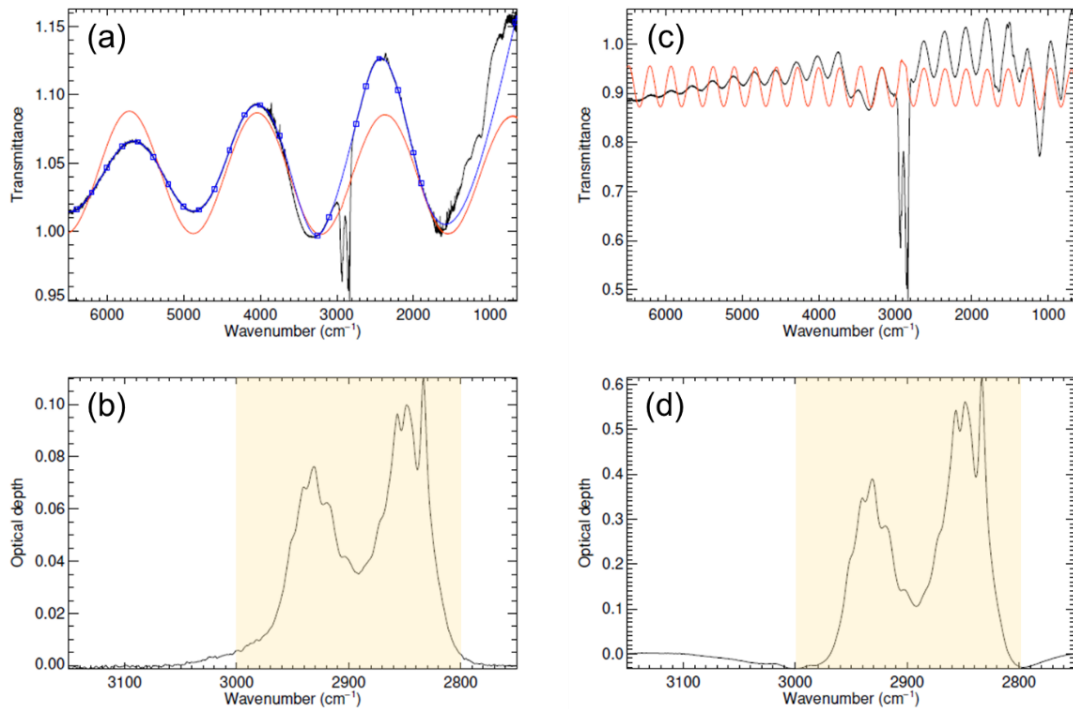 (a)
1.15
1.10
1.05
1.00
0.95
Transmittance
6000 5000 4000 3000 2000 1000
Wavenumber (cm⁻¹)
(c)
1.0
0.9
0.8
0.7
0.6
0.5
Transmittance
6000 5000 4000 3000 2000 1000
Wavenumber (cm⁻¹)
(b)
0.10
0.08
0.06
0.04
0.02
0.00
Optical depth
3100 3000 2900 2800
Wavenumber (cm⁻¹)
(d)
0.6
0.5
0.4
0.3
0.2
0.1
0.0
Optical depth
3100 3000 2900 2800
Wavenumber (cm⁻¹)